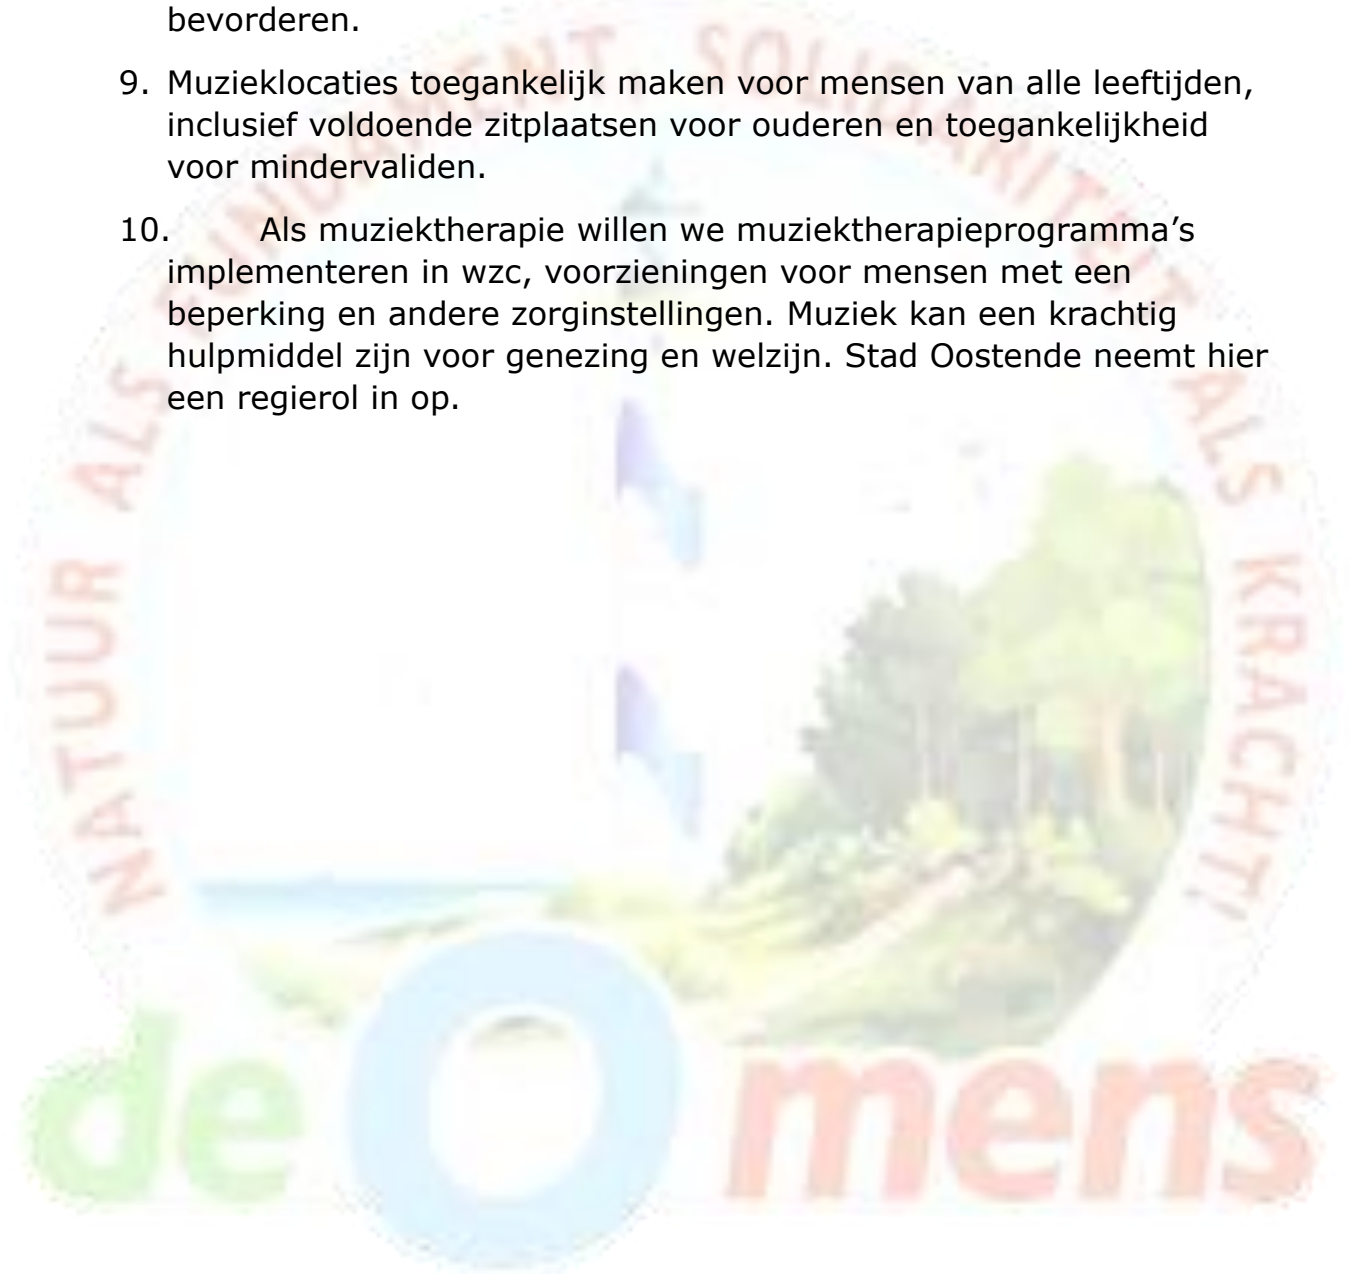 bevorderen.
9. Muzieklocaties toegankelijk maken voor mensen van alle leeftijden,
inclusief voldoende zitplaatsen voor ouderen en toegankelijkheid
voor mindervaliden.
10. Als muziektherapie willen we muziektherapieprogramma’s
implementeren in wzc, voorzieningen voor mensen met een
beperking en andere zorginstellingen. Muziek kan een krachtig
hulpmiddel zijn voor genezing en welzijn. Stad Oostende neemt hier
een regierol in op.
NATUUR ALS FUNDAMENT SOLIDARITEIT ALS KRACHT!
de O mens